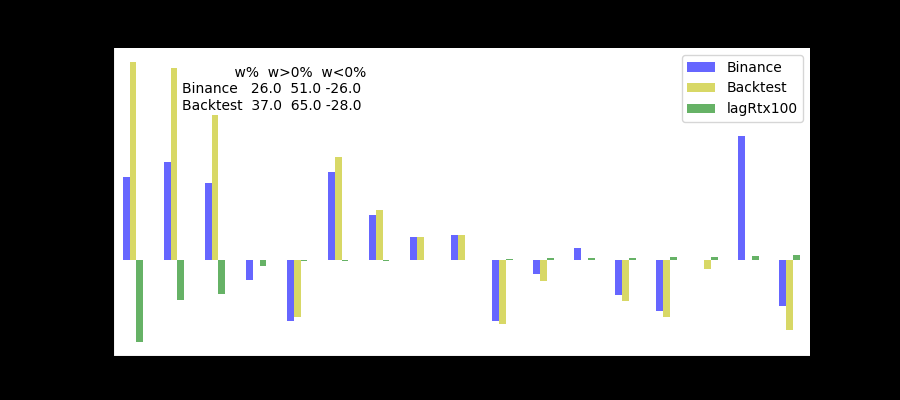 w%  w>0%  w<0%
Binance   26.0  51.0 -26.0
Backtest  37.0  65.0 -28.0
Binance
Backtest
lagRtx100